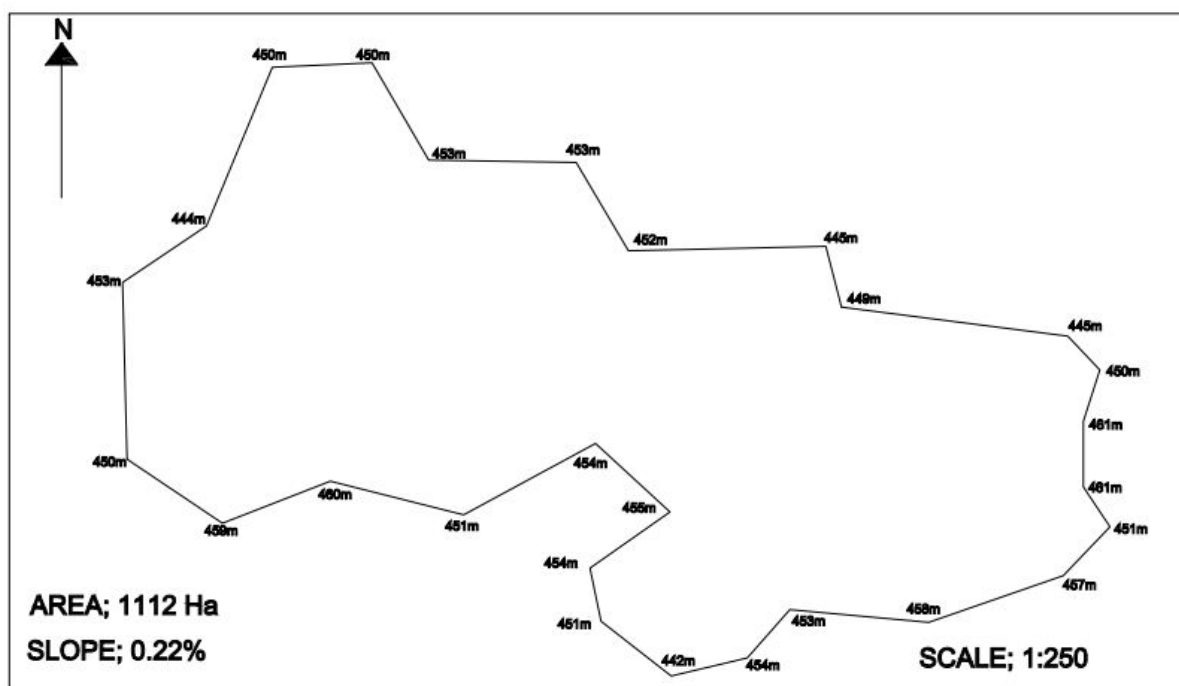 N
450m
450m
453m
453m
444m
452m
445m
453m
449m
445m
450m
461m
454m
450m
460m
461m
455m
459m
451m
451m
454m
457m
AREA; 1112 Ha
458m
453m
451m
SLOPE; 0.22%
442m
454m
SCALE; 1:250